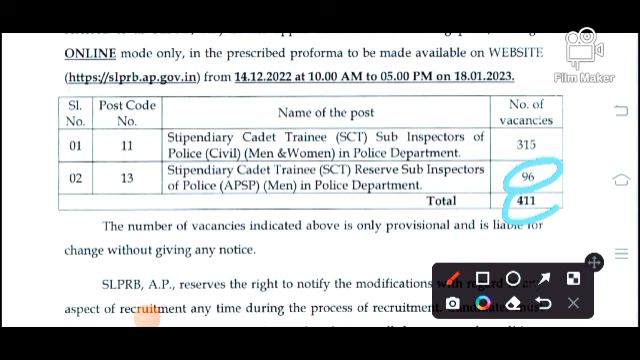 ONLINE mode only, in the prescribed proforma to be made available on WEBSITE
(https://slprb.ap.gov.in) from 14.12.2022 at 10.00 AM to 05.00 PM on 18.01.2023.
Sl. No. Post Code No. Name of the post No. of vacancies
01 11 Stipendiary Cadet Trainee (SCT) Sub Inspectors of Police (Civil) (Men &Women) in Police Department. 315
02 13 Stipendiary Cadet Trainee (SCT) Reserve Sub Inspectors of Police (APSP) (Men) in Police Department. 96
Total 411
The number of vacancies indicated above is only provisional and is liable for
change without giving any notice.
SLPRB, A.P., reserves the right to notify the modifications with regard
aspect of recruitment any time during the process of recruitment.
Film Maker